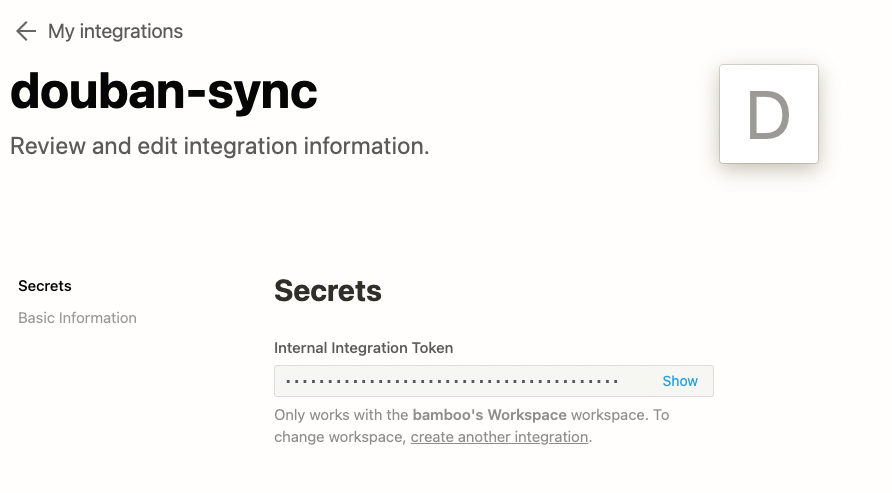 ← My integrations
douban-sync
D
Review and edit integration information.
Secrets
Basic Information
Secrets
Internal Integration Token
Show
Only works with the bamboo's Workspace workspace. To
change workspace, create another integration.